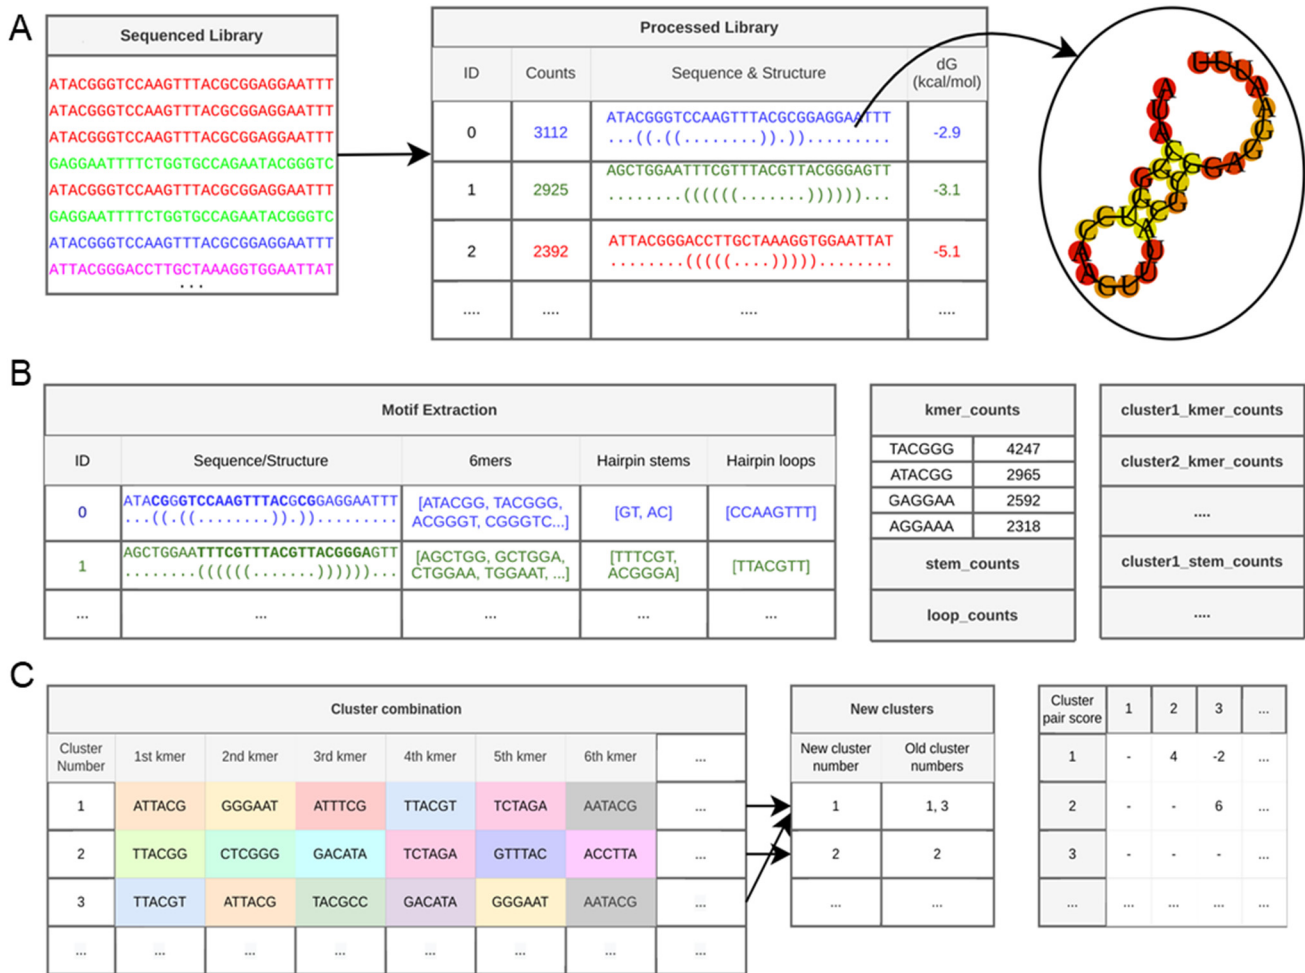 A
Sequenced Library
ATACGGGTCCAAGTTTACGCGGAGGAATTT
ATACGGGTCCAAGTTTACGCGGAGGAATTT
ATACGGGTCCAAGTTTACGCGGAGGAATTT
GAGGAATTTTCTGGTGCCAGAATACGGGTC
ATACGGGTCCAAGTTTACGCGGAGGAATTT
GAGGAATTTTCTGGTGCCAGAATACGGGTC
ATACGGGTCCAAGTTTACGCGGAGGAATTT
ATTACGGGACCTTGCTAAAGGTGGAATTAT
...
Processed Library
ID Counts Sequence & Structure dG
(kcal/mol)
0 3112 ATACGGGTCCAAGTTTACGCGGAGGAATTT -2.9
...((.((........)).)).........
1 2925 AGCTGGAATTTCGTTTACGTTACGGGAGTT -3.1
........((((((.......))))))...
2 2392 ATTACGGGACCTTGCTAAAGGTGGAATTAT -5.1
........(((((....)))))........
.... .... .... ....
B
Motif Extraction
ID Sequence/Structure 6mers Hairpin stems Hairpin loops
0 ATACGGGTCCAAGTTTACGCGGAGGAATTT [ATACGG, TACGGG, [GT, AC] [CCAAGTTT]
...((.((........)).))......... ACGGGT, CGGGTC...]
1 AGCTGGAATTTCGTTTACGTTACGGGAGTT [AGCTGG, GCTGGA, [TTTCGT, [TTACGTT]
........((((((.......))))))... CTGGAA, TGGAAT, ...] ACGGGA]
... ... ... ... ...
kmer_counts
TACGGG 4247
ATACGG 2965
GAGGAA 2592
AGGAAA 2318
stem_counts
loop_counts
cluster1_kmer_counts
cluster2_kmer_counts
....
cluster1_stem_counts
....
C
Cluster combination
Cluster
Number 1st kmer 2nd kmer 3rd kmer 4th kmer 5th kmer 6th kmer ...
1 ATTACG GGGAAT ATTTCG TTACGT TCTAGA AATACG ...
2 TTACGG CTCGGG GACATA TCTAGA GTTTAC ACCTTA ...
3 TTACGT ATTACG TACGCC GACATA GGGAAT AATACG ...
... ... ... ... ... ... ... ...
New clusters
New cluster Old cluster
number numbers
1 1, 3
2 2
... ...
Cluster
pair score 1 2 3 ...
1 - 4 -2 ...
2 - - 6 ...
3 - - - ...
... ... ... ... ...